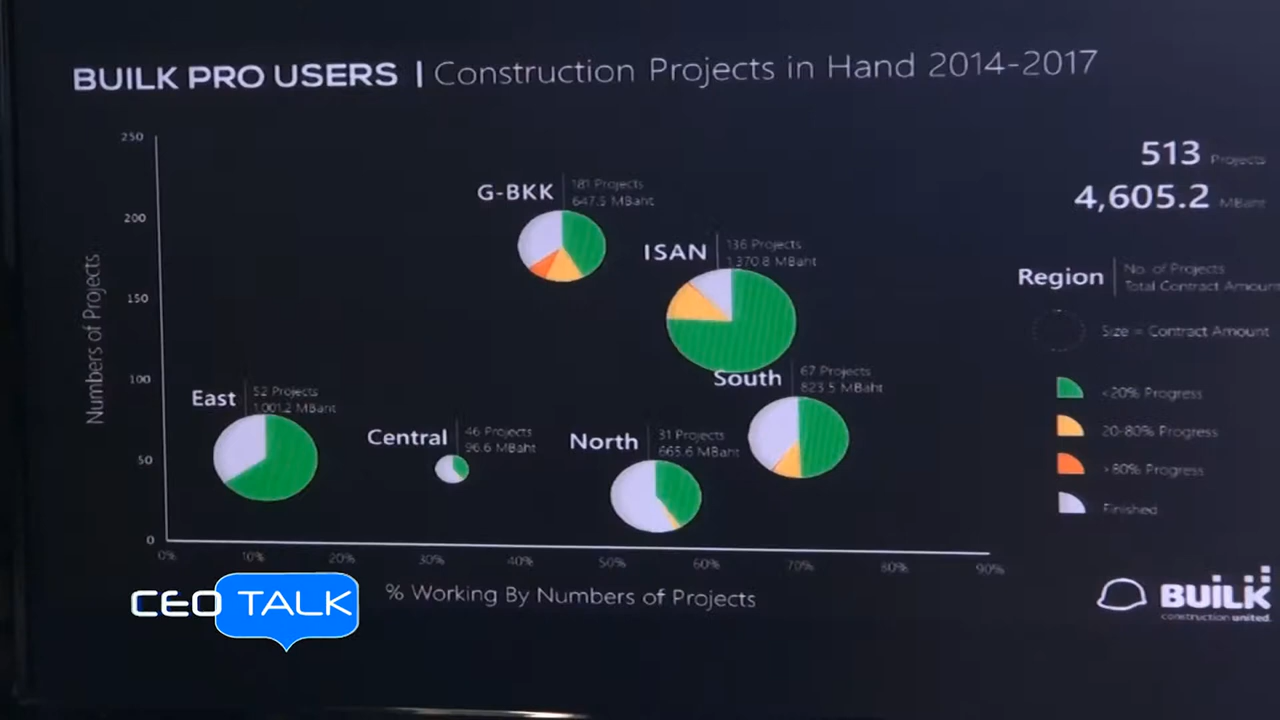 BUILK PRO USERS | Construction Projects in Hand 2014-2017
513 Projects
4,605.2 MBaht
Region
No. of Projects
Total Contract Amount
Size = Contract Amount
<20% Progress
20-80% Progress
>80% Progress
Finished
Numbers of Projects
250
200
150
100
50
0
G-BKK
181 Projects
647.5 MBaht
ISAN
136 Projects
1,370.8 MBaht
South
67 Projects
823.5 MBaht
East
52 Projects
1,001.2 MBaht
Central
46 Projects
96.6 MBaht
North
31 Projects
665.6 MBaht
0% 10% 20% 30% 40% 50% 60% 70% 80% 90%
% Working By Numbers of Projects
CEO TALK
BUILK
construction united.